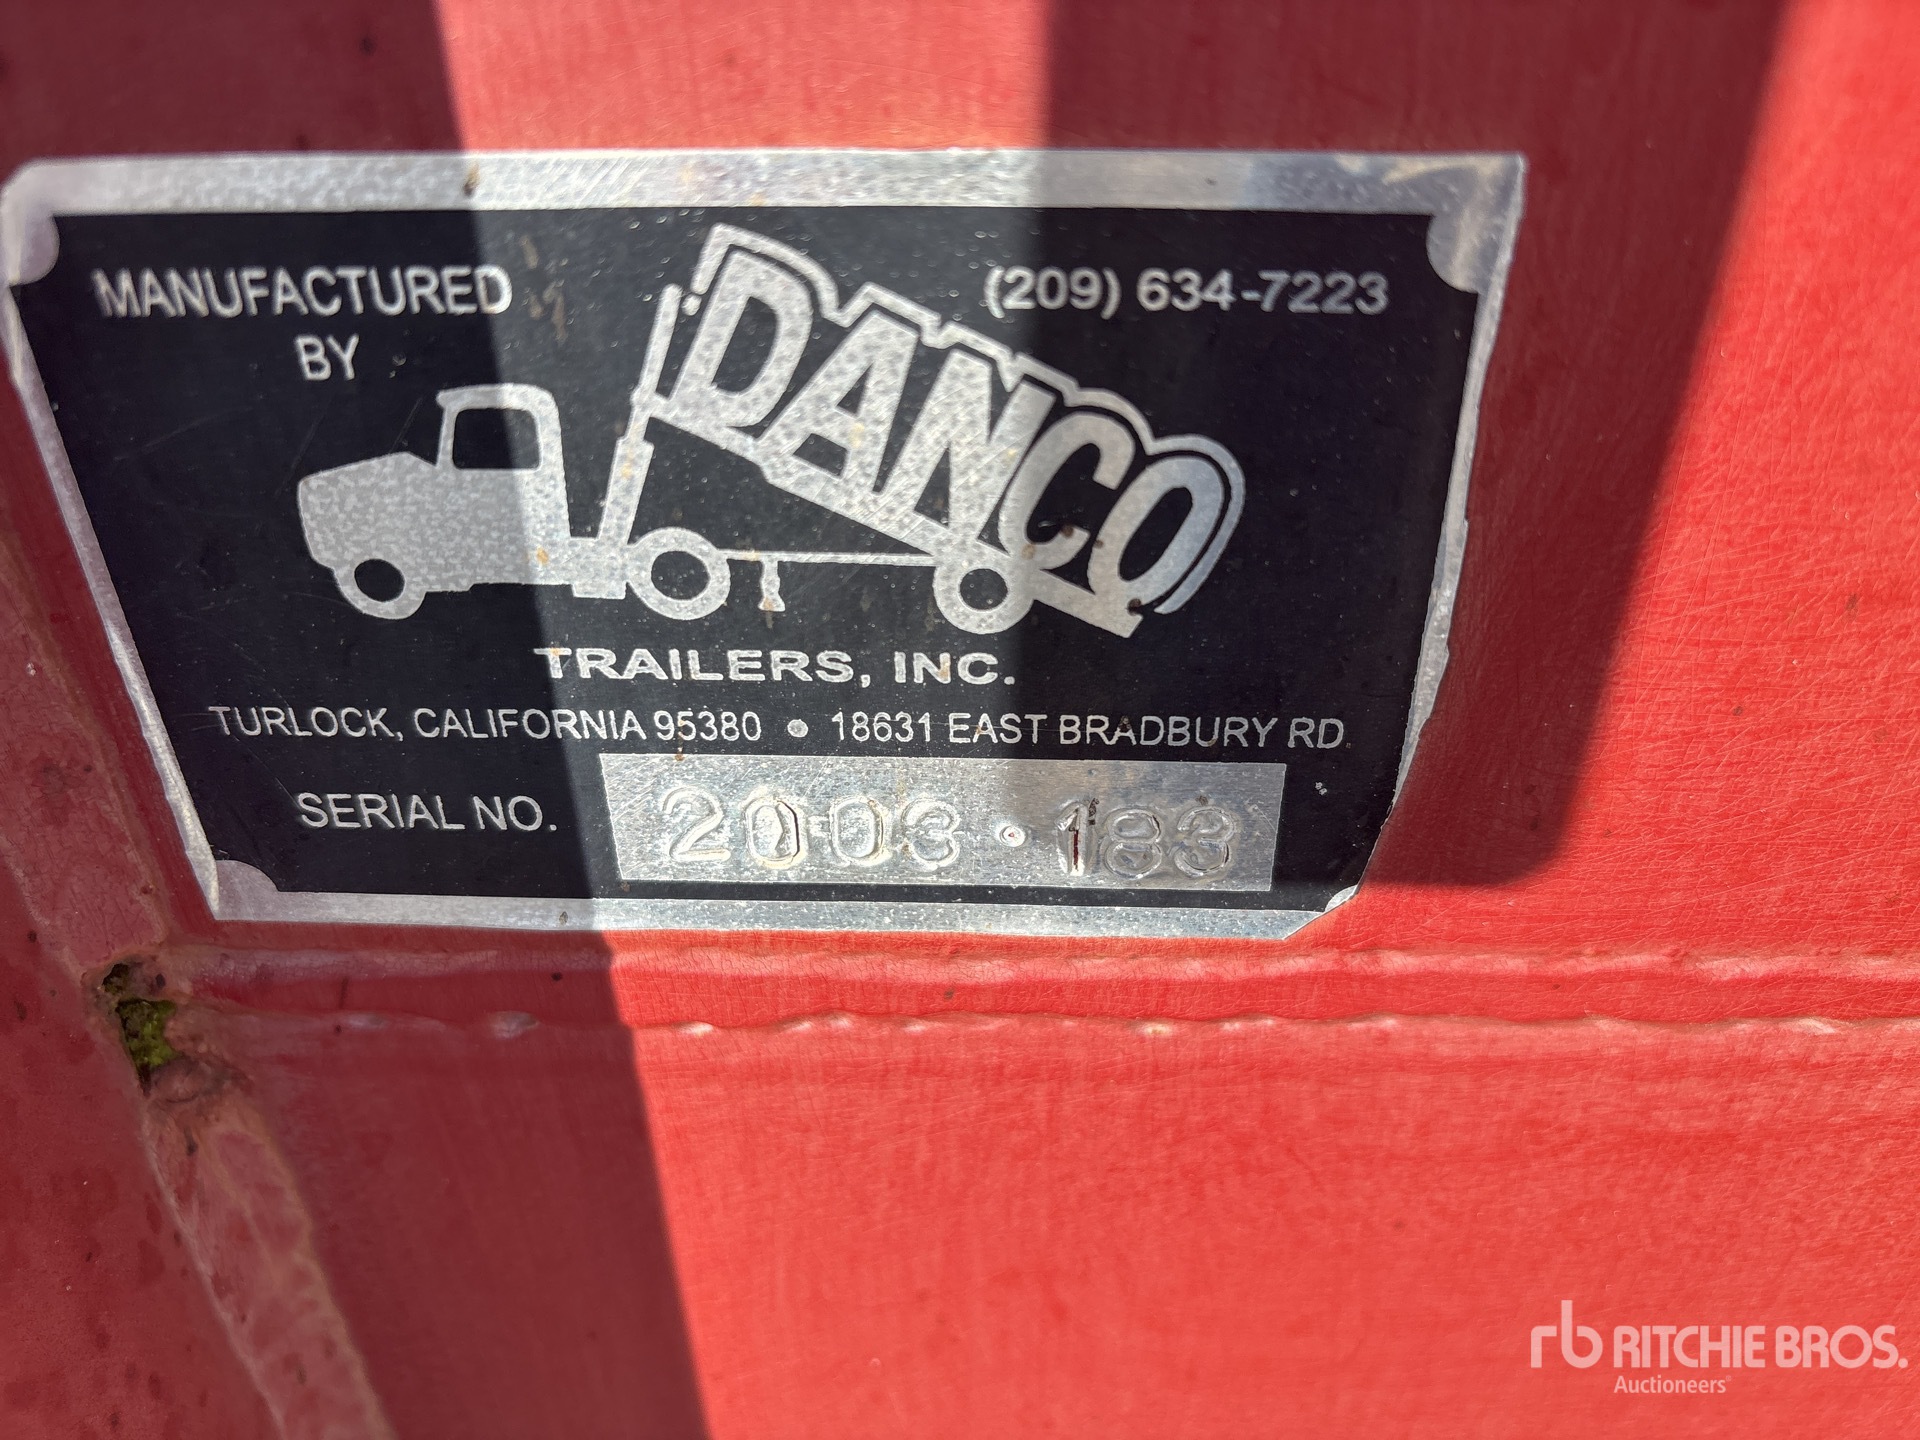 MANUFACTURED
BY
DANCO
(209) 634-7223
TRAILERS, INC.
TURLOCK, CALIFORNIA 95380 • 18631 EAST BRADBURY RD
SERIAL NO. 2003·183
rb RITCHIE BROS.
Auctioneers